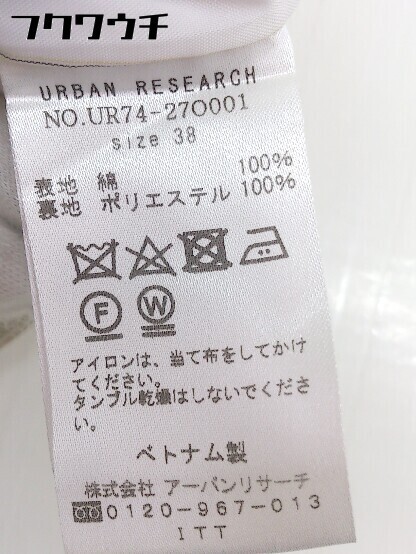 フクワウチ
URBAN RESEARCH
NO.UR74-27O001
size 38
表地 綿 100%
裏地 ポリエステル 100%
F W
アイロンは、当て布をしてかけ
てください。
タンブル乾燥はしないでくださ
い。
ベトナム製
株式会社 アーバンリサーチ
0120-967-013
ITT